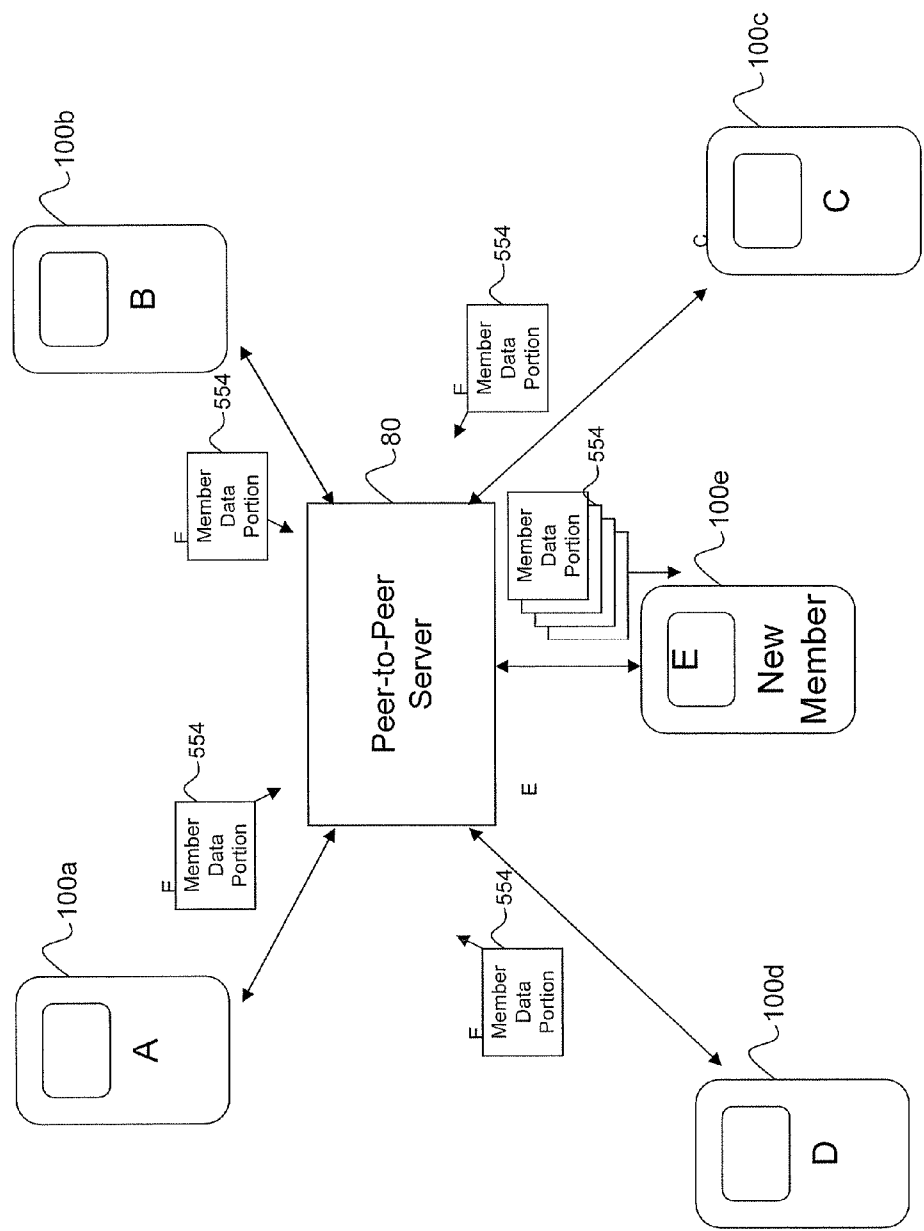 100a
A
100b
B
F
Member
Data
Portion
554
F
Member
Data
Portion
554
Peer-to-Peer
Server
80
F
Member
Data
Portion
554
F
Member
Data
Portion
554
E
Member
Data
Portion
554
E
New
Member
100e
D
100d
C
C
100c